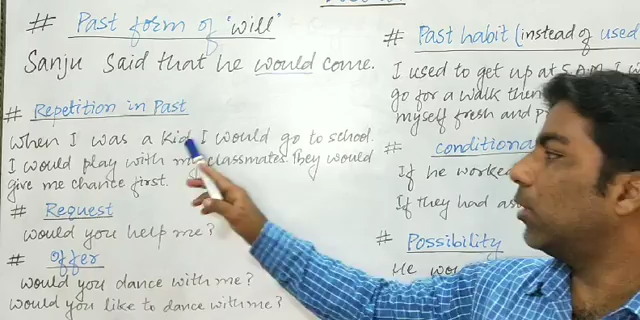 # Past form of "will"
Sanju said that he would come.
# Repetition in Past
When I was a kid I would go to school.
I would play with my classmates. They would
give me chance first.
# Request
would you help me?
# Offer
would you dance with me?
would you like to dance with me?
# Past habit (instead of used
I used to get up at 5 A.M I
go for a walk then
myself fresh and
# conditional
If he worked
If they had
# Possibility
He